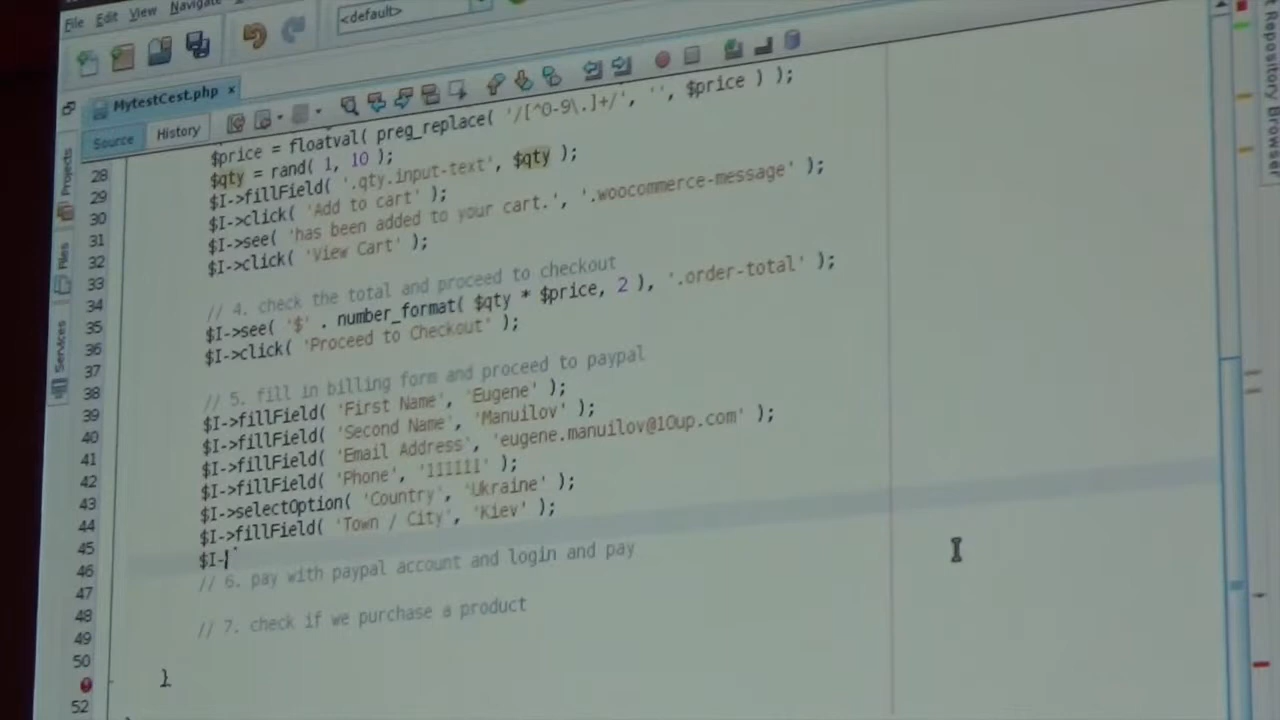 File Edit View Navigate
<default>
MytestCest.php ×
Source History
Projects
Files
Services
Repository Browser
28 $price = floatval( preg_replace( '/[^0-9\.]+/', '', $price ) );
29 $qty = rand( 1, 10 );
30 $I->fillField( '.qty.input-text', $qty );
31 $I->click( 'Add to cart' );
32 $I->see( 'has been added to your cart.', '.woocommerce-message' );
33 $I->click( 'View Cart' );
34
35 // 4. check the total and proceed to checkout
36 $I->see( '$' . number_format( $qty * $price, 2 ), '.order-total' );
37 $I->click( 'Proceed to Checkout' );
38
39 // 5. fill in billing form and proceed to paypal
40 $I->fillField( 'First Name', 'Eugene' );
41 $I->fillField( 'Second Name', 'Manuilov' );
42 $I->fillField( 'Email Address', 'eugene.manuilov@10up.com' );
43 $I->fillField( 'Phone', '111111' );
44 $I->selectOption( 'Country', 'Ukraine' );
45 $I->fillField( 'Town / City', 'Kiev' );
46 $I-
47 // 6. pay with paypal account and login and pay
48
49 // 7. check if we purchase a product
50
}
52